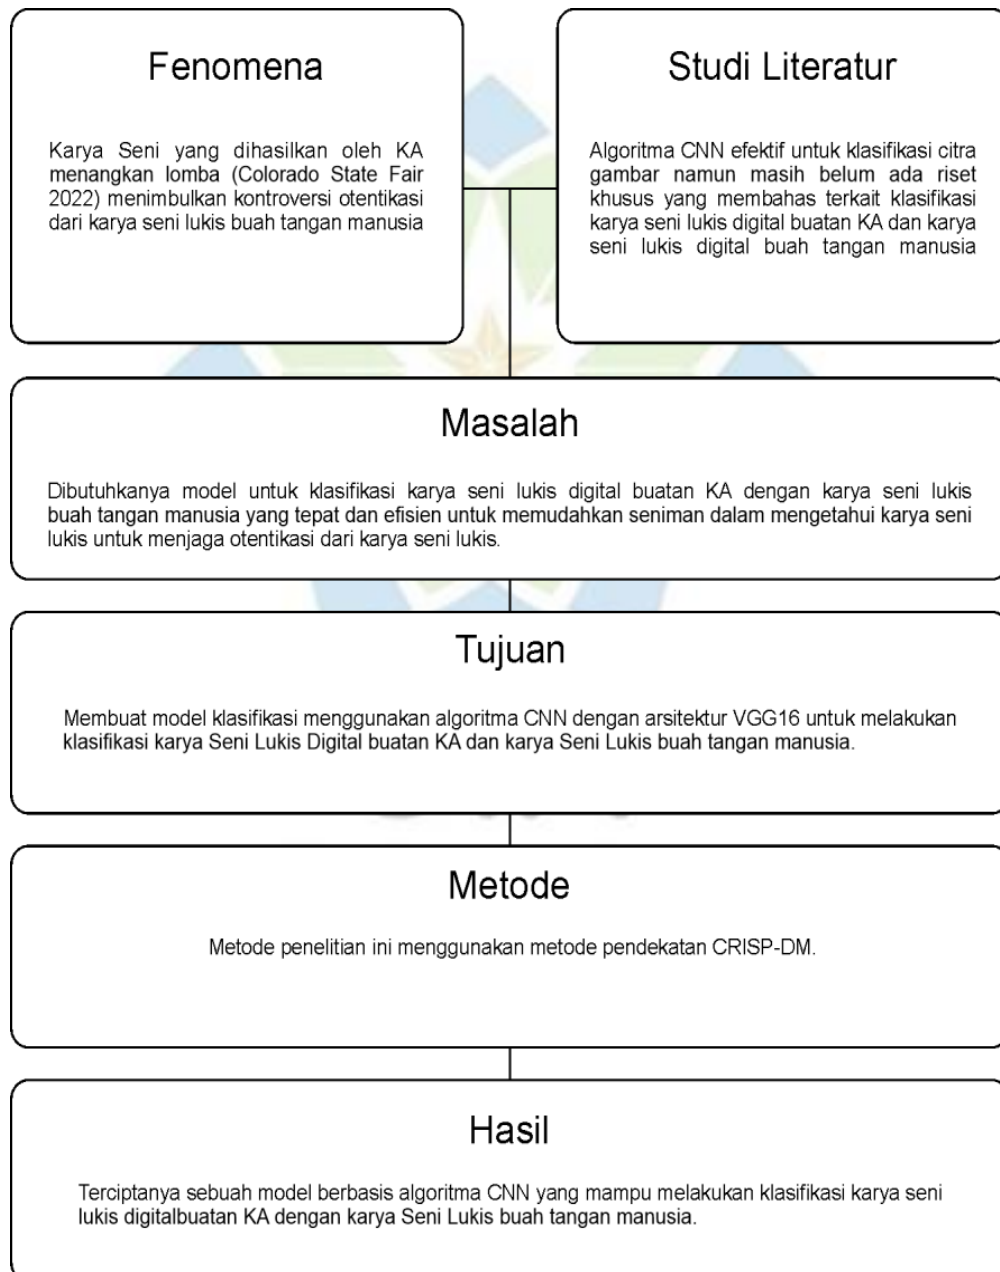 Fenomena
Karya Seni yang dihasilkan oleh KA
menangkan lomba (Colorado State Fair
2022) menimbulkan kontroversi otentikasi
dari karya seni lukis buah tangan manusia
Studi Literatur
Algoritma CNN efektif untuk klasifikasi citra
gambar namun masih belum ada riset
khusus yang membahas terkait klasifikasi
karya seni lukis digital buatan KA dan karya
seni lukis digital buah tangan manusia
Masalah
Dibutuhkanya model untuk klasifikasi karya seni lukis digital buatan KA dengan karya seni lukis
buah tangan manusia yang tepat dan efisien untuk memudahkan seniman dalam mengetahui karya seni
lukis untuk menjaga otentikasi dari karya seni lukis.
Tujuan
Membuat model klasifikasi menggunakan algoritma CNN dengan arsitektur VGG16 untuk melakukan
klasifikasi karya Seni Lukis Digital buatan KA dan karya Seni Lukis buah tangan manusia.
Metode
Metode penelitian ini menggunakan metode pendekatan CRISP-DM.
Hasil
Terciptanya sebuah model berbasis algoritma CNN yang mampu melakukan klasifikasi karya seni
lukis digitalbuatan KA dengan karya Seni Lukis buah tangan manusia.